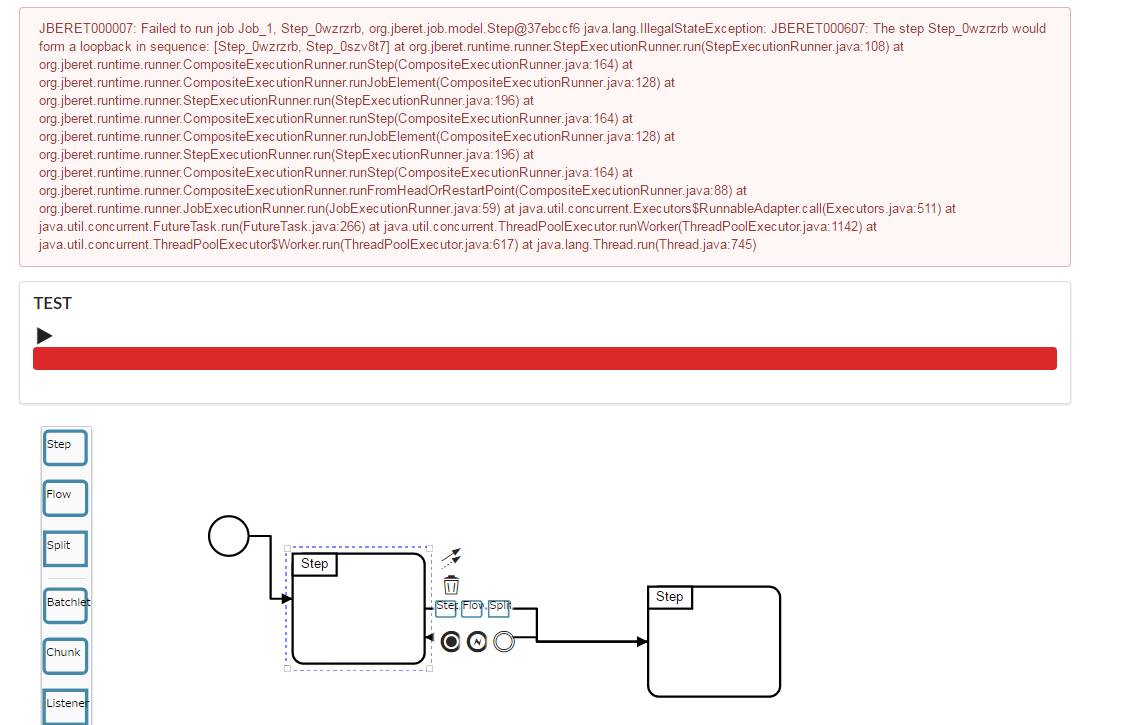 JBERET000007: Failed to run job Job_1, Step_0wzrzrb, org.jberet.job.model.Step@37ebccf6 java.lang.IllegalStateException: JBERET000607: The step Step_0wzrzrb would
form a loopback in sequence: [Step_0wzrzrb, Step_0szv8t7] at org.jberet.runtime.runner.StepExecutionRunner.run(StepExecutionRunner.java:108) at
org.jberet.runtime.runner.CompositeExecutionRunner.runStep(CompositeExecutionRunner.java:164) at
org.jberet.runtime.runner.CompositeExecutionRunner.runJobElement(CompositeExecutionRunner.java:128) at
org.jberet.runtime.runner.StepExecutionRunner.run(StepExecutionRunner.java:196) at
org.jberet.runtime.runner.CompositeExecutionRunner.runStep(CompositeExecutionRunner.java:164) at
org.jberet.runtime.runner.CompositeExecutionRunner.runJobElement(CompositeExecutionRunner.java:128) at
org.jberet.runtime.runner.StepExecutionRunner.run(StepExecutionRunner.java:196) at
org.jberet.runtime.runner.CompositeExecutionRunner.runStep(CompositeExecutionRunner.java:164) at
org.jberet.runtime.runner.CompositeExecutionRunner.runFromHeadOrRestartPoint(CompositeExecutionRunner.java:88) at
org.jberet.runtime.runner.JobExecutionRunner.run(JobExecutionRunner.java:59) at java.util.concurrent.Executors$RunnableAdapter.call(Executors.java:511) at
java.util.concurrent.FutureTask.run(FutureTask.java:266) at java.util.concurrent.ThreadPoolExecutor.runWorker(ThreadPoolExecutor.java:1142) at
java.util.concurrent.ThreadPoolExecutor$Worker.run(ThreadPoolExecutor.java:617) at java.lang.Thread.run(Thread.java:745)
TEST
Step
Flow
Split
Batchlet
Chunk
Listener
Step
Step Flow Split
Step